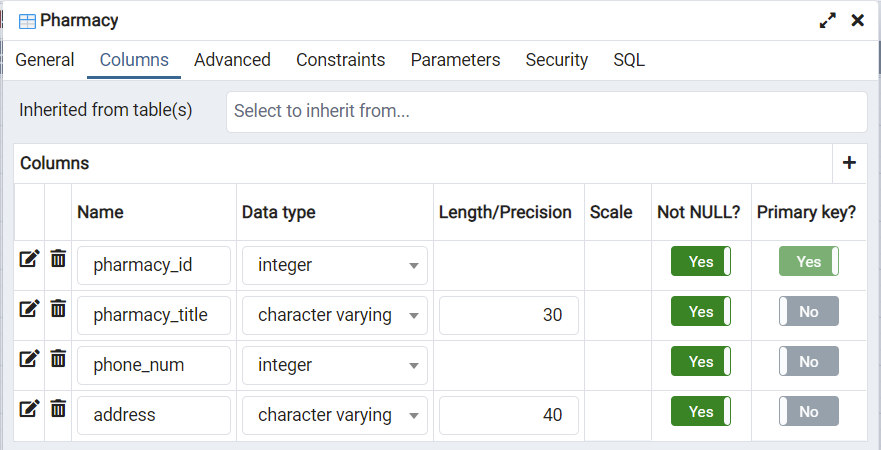 Pharmacy
General Columns Advanced Constraints Parameters Security SQL
Inherited from table(s) Select to inherit from...
Columns
Name Data type Length/Precision Scale Not NULL? Primary key?
pharmacy_id integer Yes Yes
pharmacy_title character varying 30 Yes No
phone_num integer Yes No
address character varying 40 Yes No